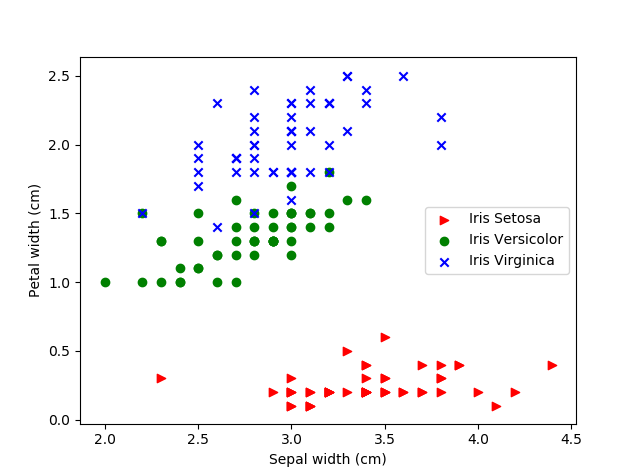 2.5
2.0
1.5
1.0
0.5
0.0
Petal width (cm)
Iris Setosa
Iris Versicolor
Iris Virginica
2.0 2.5 3.0 3.5 4.0 4.5
Sepal width (cm)